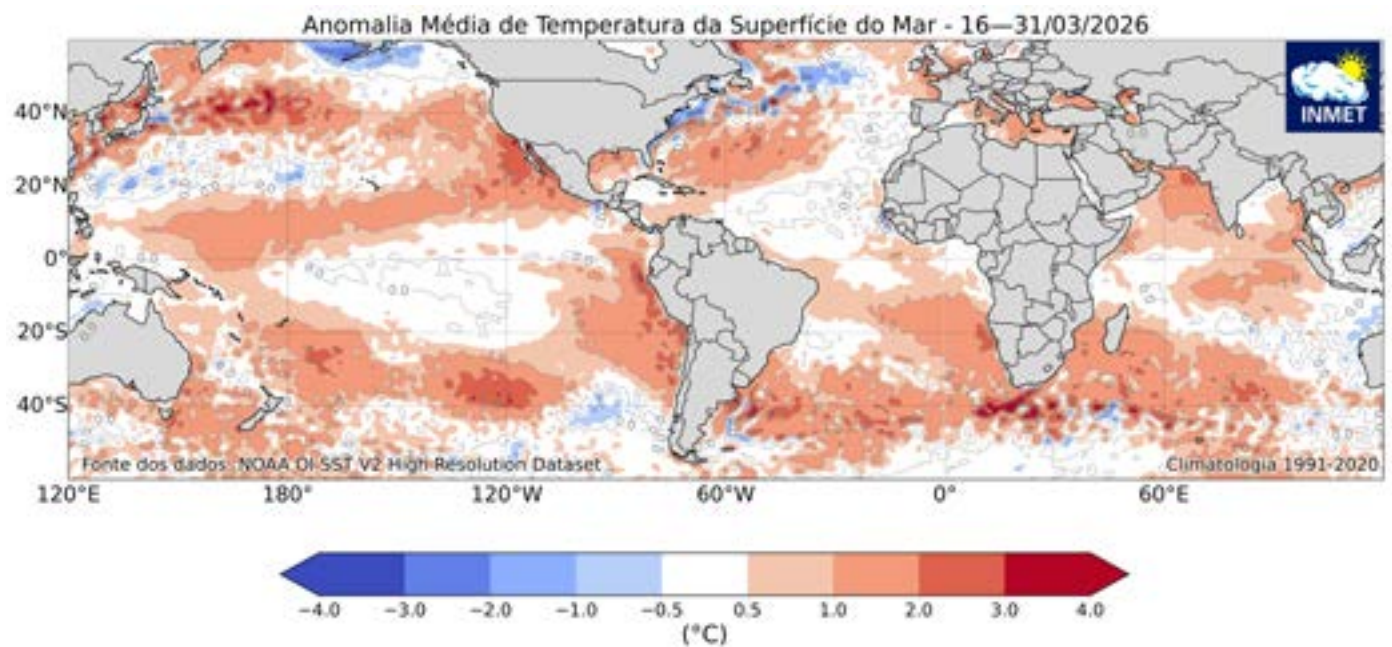 Anomalia Média de Temperatura da Superfície do Mar - 16—31/03/2026
INMET
40°N
20°N
0°
20°S
40°S
Fonte dos dados: NOAA OI SST V2 High Resolution Dataset
Climatologia 1991-2020
120°E 180° 120°W 60°W 0° 60°E
−4.0 −3.0 −2.0 −1.0 −0.5 0.5 1.0 2.0 3.0 4.0
(°C)